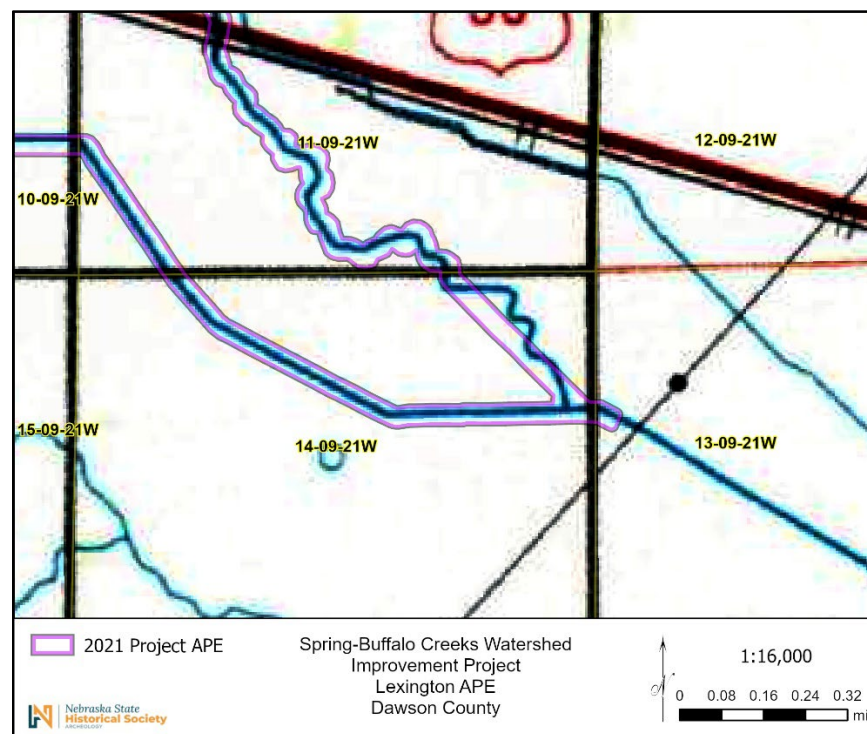 11-09-21W
12-09-21W
10-09-21W
15-09-21W
14-09-21W
13-09-21W
2021 Project APE
Spring-Buffalo Creeks Watershed
Improvement Project
Lexington APE
Dawson County
N
1:16,000
0 0.08 0.16 0.24 0.32
mi
Nebraska State
Historical Society
ARCHEOLOGY